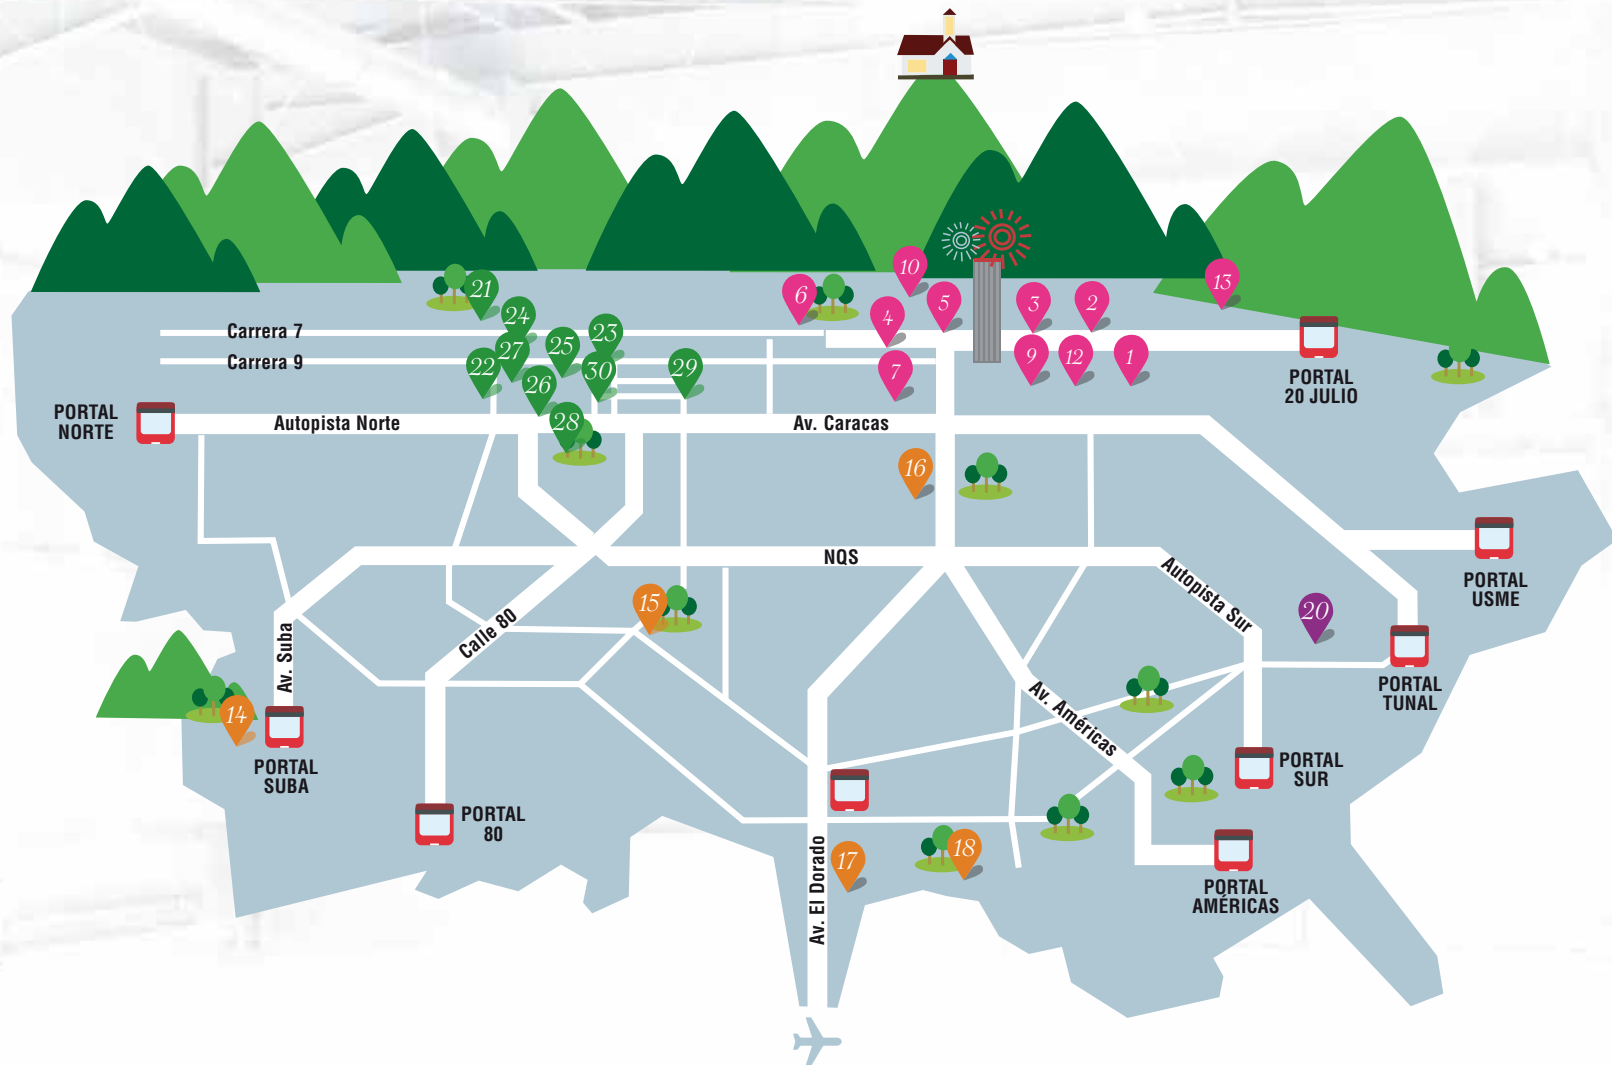 10
21
6
5
3
2
13
24
4
23
Carrera 7
27
25
9
12
1
Carrera 9
22
30
29
7
26
PORTAL
20 JULIO
PORTAL
NORTE
Autopista Norte
28
Av. Caracas
16
NQS
Autopista Sur
PORTAL
USME
15
20
Calle 80
Av. Suba
PORTAL
TUNAL
14
Av. Américas
PORTAL
SUBA
PORTAL
SUR
PORTAL
80
17
18
Av. El Dorado
PORTAL
AMÉRICAS